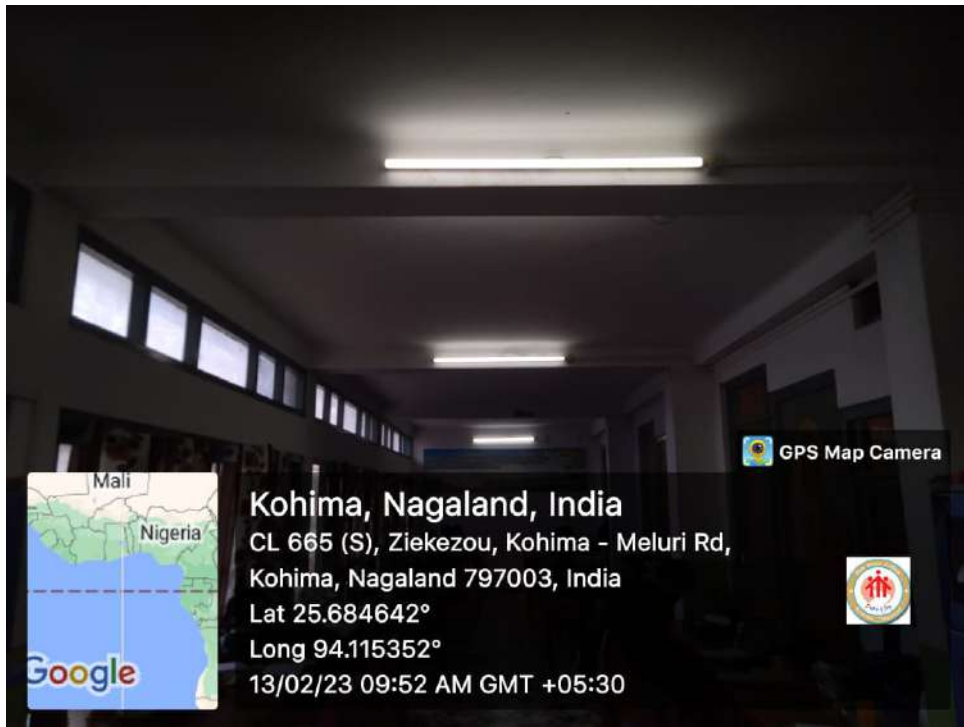 GPS Map Camera
Mali
Nigeria
Google
Kohima, Nagaland, India
CL 665 (S), Ziekezou, Kohima - Meluri Rd,
Kohima, Nagaland 797003, India
Lat 25.684642°
Long 94.115352°
13/02/23 09:52 AM GMT +05:30